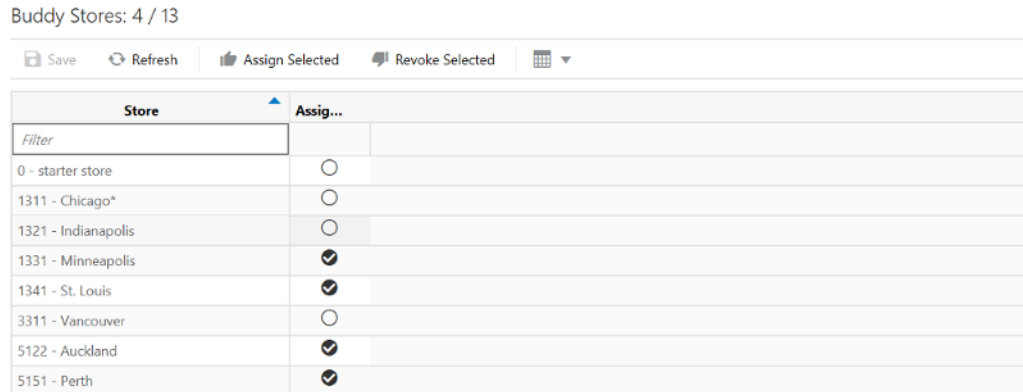 Buddy Stores: 4 / 13
Save Refresh Assign Selected Revoke Selected
Store Assig...
Filter
0 - starter store
1311 - Chicago*
1321 - Indianapolis
1331 - Minneapolis
1341 - St. Louis
3311 - Vancouver
5122 - Auckland
5151 - Perth